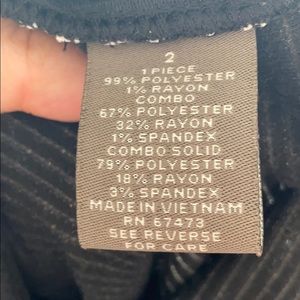 2
1 PIECE
99% POLYESTER
1% RAYON
COMBO
67% POLYESTER
32% RAYON
1% SPANDEX
COMBO SOLID
79% POLYESTER
18% RAYON
3% SPANDEX
MADE IN VIETNAM
RN 67473
SEE REVERSE
FOR CARE